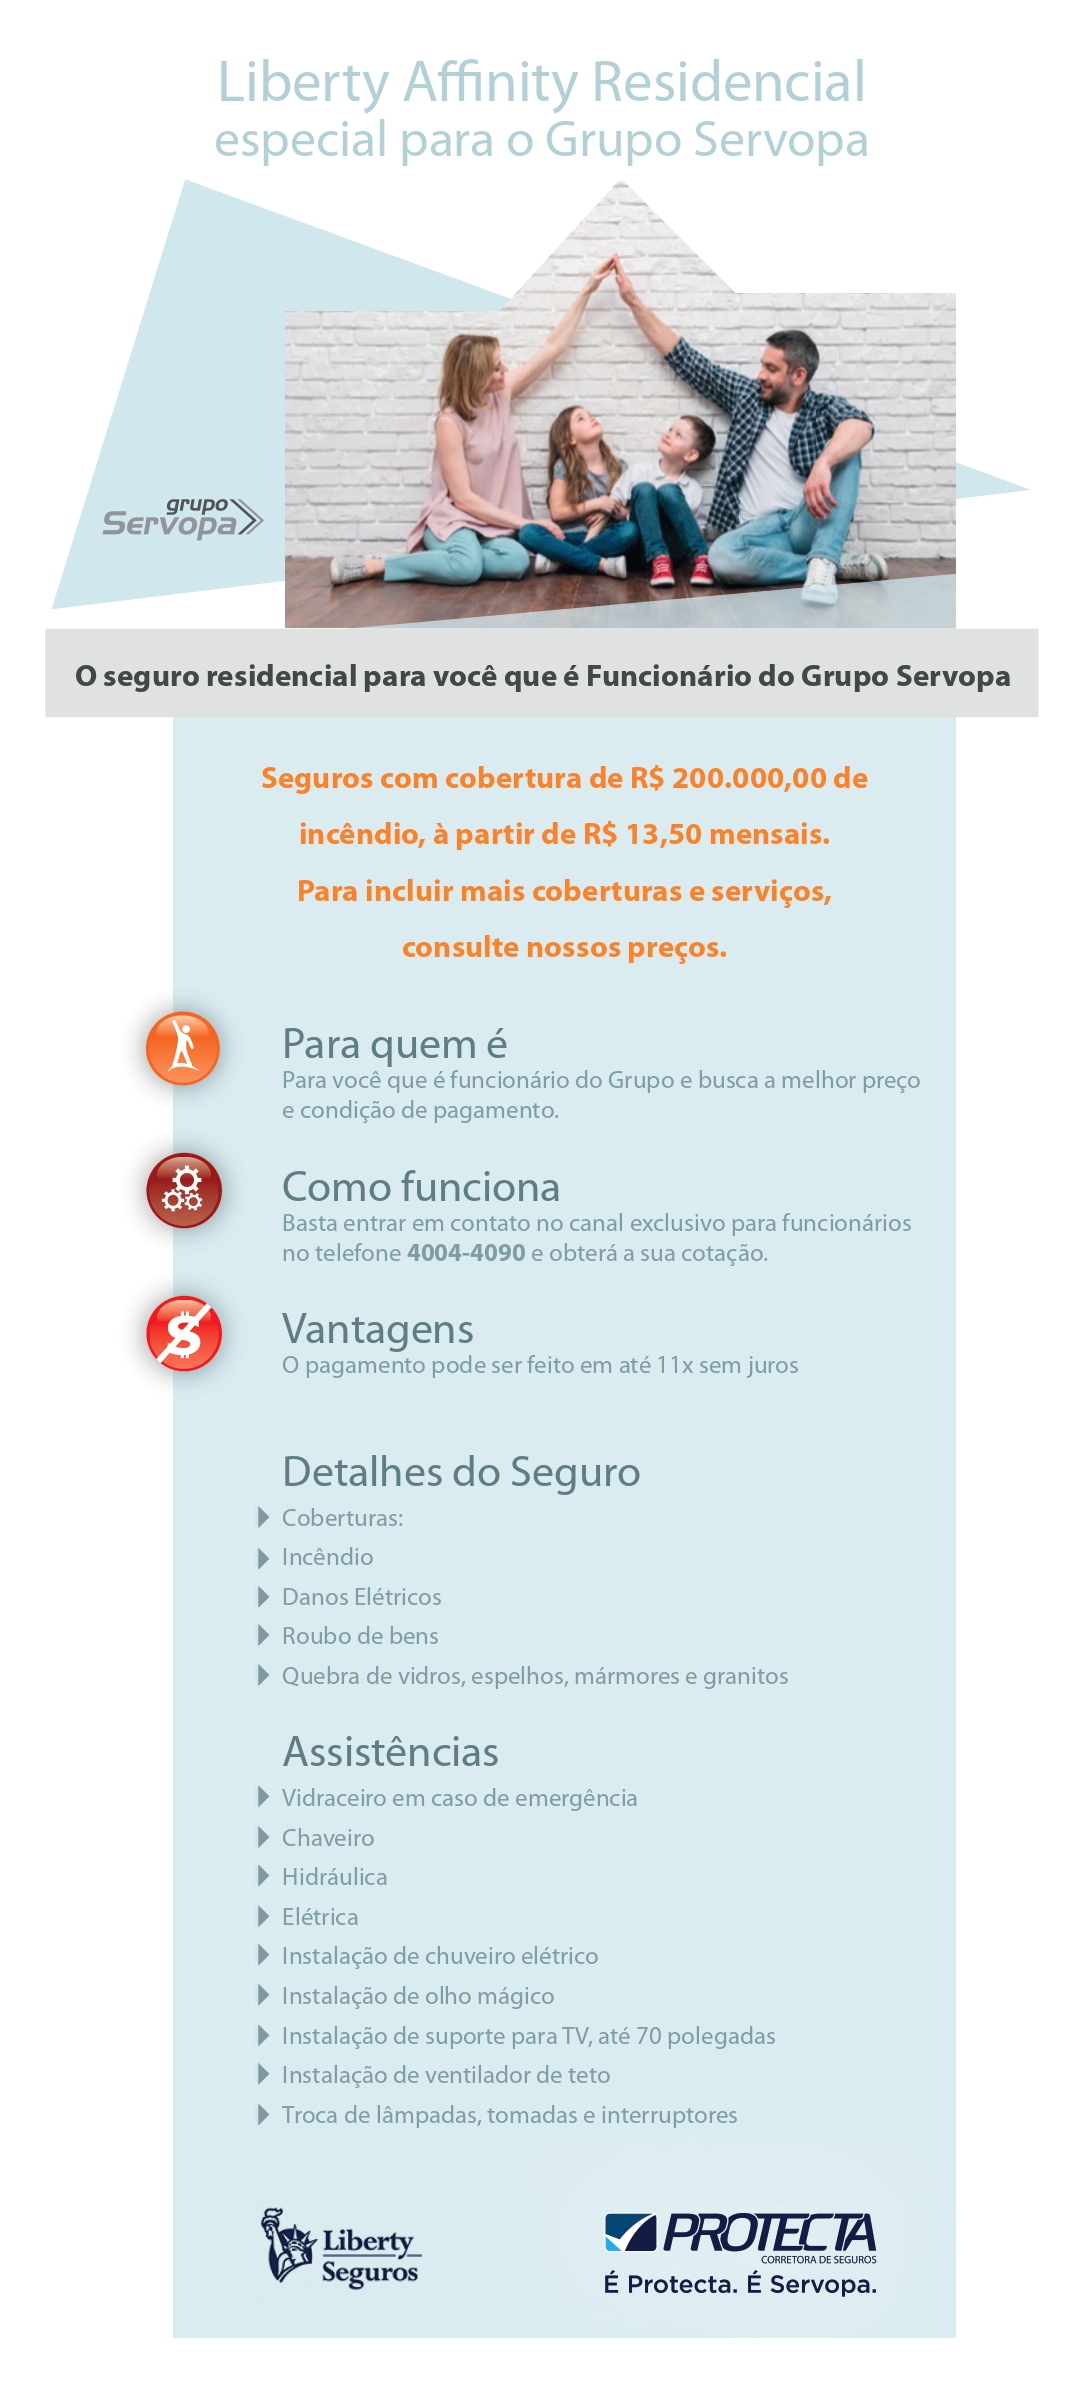 Liberty Affinity Residencial
especial para o Grupo Servopa
grupo
Servopa
O seguro residencial para você que é Funcionário do Grupo Servopa
Seguros com cobertura de R$ 200.000,00 de
incêndio, à partir de R$ 13,50 mensais.
Para incluir mais coberturas e serviços,
consulte nossos preços.
Para quem é
Para você que é funcionário do Grupo e busca a melhor preço
e condição de pagamento.
Como funciona
Basta entrar em contato no canal exclusivo para funcionários
no telefone 4004-4090 e obterá a sua cotação.
$
Vantagens
O pagamento pode ser feito em até 11x sem juros
Detalhes do Seguro
Coberturas:
Incêndio
Danos Elétricos
Roubo de bens
Quebra de vidros, espelhos, mármores e granitos
Assistências
Vidraceiro em caso de emergência
Chaveiro
Hidráulica
Elétrica
Instalação de chuveiro elétrico
Instalação de olho mágico
Instalação de suporte para TV, até 70 polegadas
Instalação de ventilador de teto
Troca de lâmpadas, tomadas e interruptores
Liberty
Seguros
PROTECTA
CORRETORA DE SEGUROS
É Protecta. É Servopa.